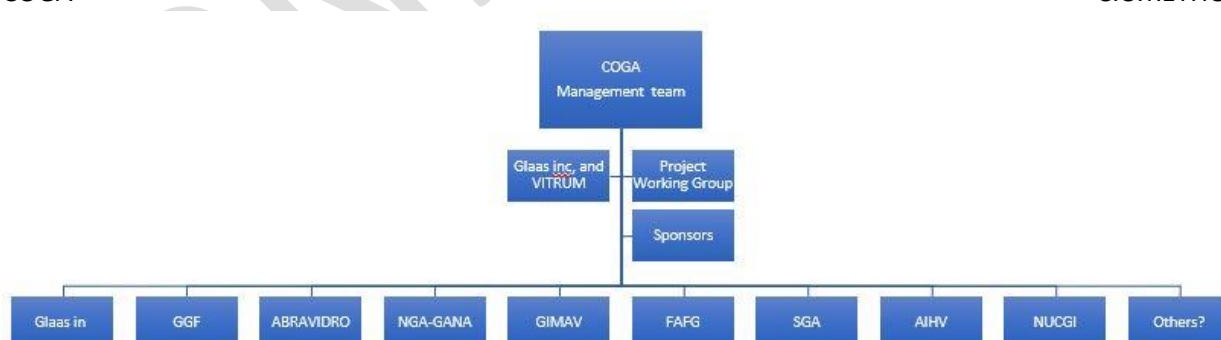 COGA
Management team
Glaas inc, and
VITRUM
Project
Working Group
Sponsors
Glaas in
GGF
ABRAVIDRO
NGA-GANA
GIMAV
FAFG
SGA
AIHV
NUCGI
Others?